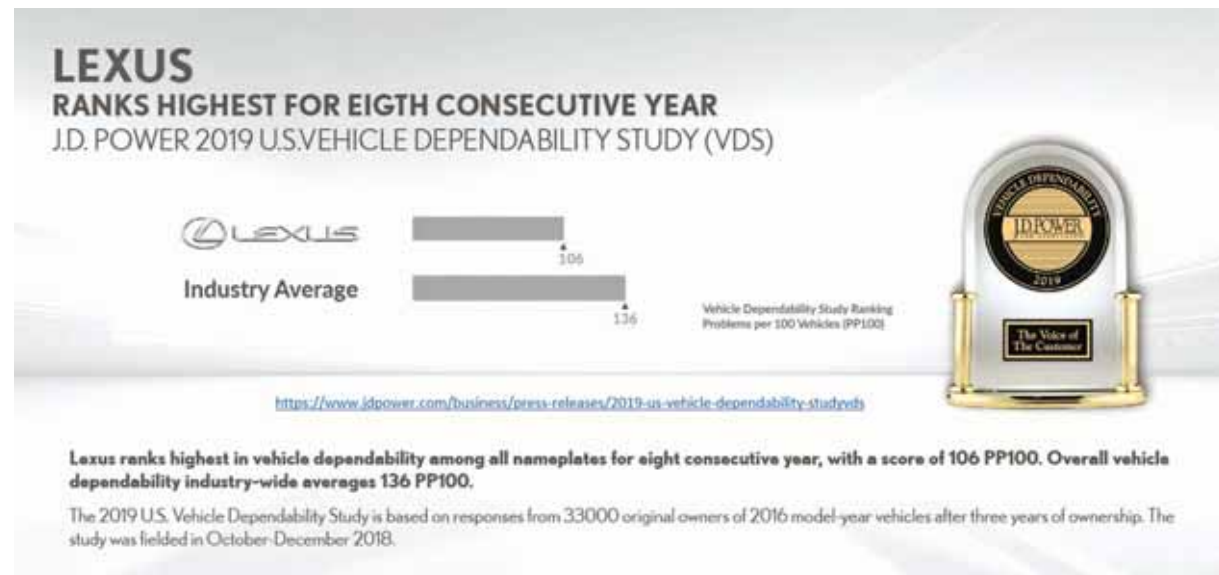 LEXUS
RANKS HIGHEST FOR EIGTH CONSECUTIVE YEAR
J.D. POWER 2019 U.S.VEHICLE DEPENDABILITY STUDY (VDS)
LEXUS
106
Industry Average
136
Vehicle Dependability Study Ranking
Problems per 100 Vehicles (PP100)
VEHICLE DEPENDABILITY
J.D.POWER
2019
The Voice of
The Customer
https://www.jdpower.com/business/press-releases/2019-us-vehicle-dependability-studyvds
Lexus ranks highest in vehicle dependability among all nameplates for eight consecutive year, with a score of 106 PP100. Overall vehicle
dependability industry-wide averages 136 PP100.
The 2019 U.S. Vehicle Dependability Study is based on responses from 33000 original owners of 2016 model-year vehicles after three years of ownership. The
study was fielded in October-December 2018.